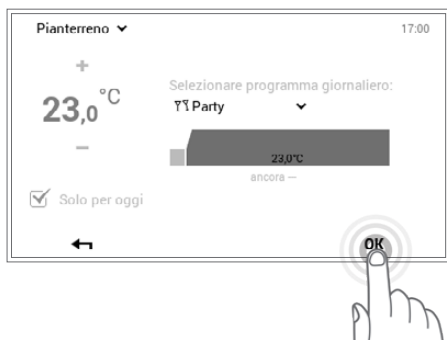 Pianterreno
17:00
+
23,0 °C
−
Selezionare programma giornaliero:
Party
23,0°C
ancora --
Solo per oggi
OK